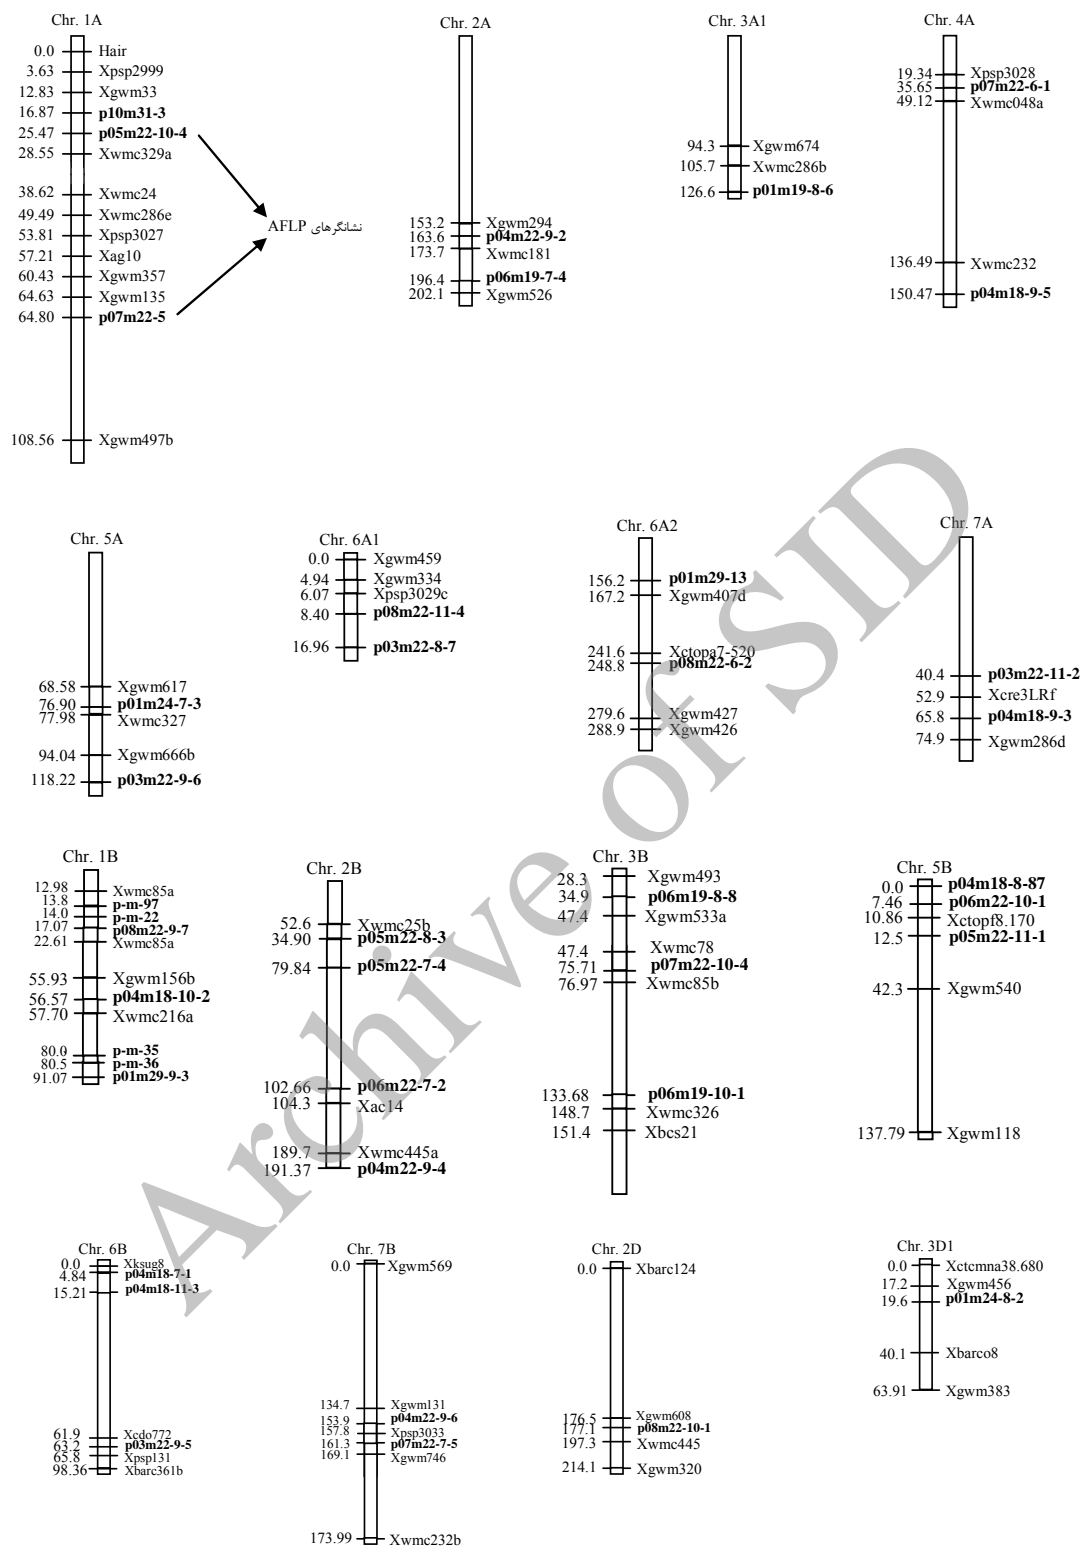 Chr. 1A
0.0 Hair
3.63 Xpsp2999
12.83 Xgwm33
16.87 p10m31-3
25.47 p05m22-10-4
28.55 Xwmc329a
38.62 Xwmc24
49.49 Xwmc286e
53.81 Xpsp3027
57.21 Xag10
60.43 Xgwm357
64.63 Xgwm135
64.80 p07m22-5
108.56 Xgwm497b
نشانگرهای AFLP
Chr. 2A
153.2 Xgwm294
163.6 p04m22-9-2
173.7 Xwmc181
196.4 p06m19-7-4
202.1 Xgwm526
Chr. 3A1
94.3 Xgwm674
105.7 Xwmc286b
126.6 p01m19-8-6
Chr. 4A
19.34 Xpsp3028
35.65 p07m22-6-1
49.12 Xwmc048a
136.49 Xwmc232
150.47 p04m18-9-5
Chr. 5A
68.58 Xgwm617
76.90 p01m24-7-3
77.98 Xwmc327
94.04 Xgwm666b
118.22 p03m22-9-6
Chr. 6A1
0.0 Xgwm459
4.94 Xgwm334
6.07 Xpsp3029c
8.40 p08m22-11-4
16.96 p03m22-8-7
Chr. 6A2
156.2 p01m29-13
167.2 Xgwm407d
241.6 Xctopa7-520
248.8 p08m22-6-2
279.6 Xgwm427
288.9 Xgwm426
Chr. 7A
40.4 p03m22-11-2
52.9 Xcre3LRf
65.8 p04m18-9-3
74.9 Xgwm286d
Chr. 1B
12.98 Xwmc85a
13.8 p-m-97
14.0 p-m-22
17.07 p08m22-9-7
22.61 Xwmc85a
55.93 Xgwm156b
56.57 p04m18-10-2
57.70 Xwmc216a
80.0 p-m-35
80.5 p-m-36
91.07 p01m29-9-3
Chr. 2B
52.6 Xwmc25b
34.90 p05m22-8-3
79.84 p05m22-7-4
102.66 p06m22-7-2
104.3 Xac14
189.7 Xwmc445a
191.37 p04m22-9-4
Chr. 3B
28.3 Xgwm493
34.9 p06m19-8-8
47.4 Xgwm533a
47.4 Xwmc78
75.71 p07m22-10-4
76.97 Xwmc85b
133.68 p06m19-10-1
148.7 Xwmc326
151.4 Xbcs21
Chr. 5B
0.0 p04m18-8-87
7.46 p06m22-10-1
10.86 Xctopf8.170
12.5 p05m22-11-1
42.3 Xgwm540
137.79 Xgwm118
Chr. 6B
0.0 Xksug8
4.84 p04m18-7-1
15.21 p04m18-11-3
61.9 Xcdo772
63.2 p03m22-9-5
65.8 Xpsp131
98.36 Xbarc361b
Chr. 7B
0.0 Xgwm569
134.7 Xgwm131
153.9 p04m22-9-6
157.8 Xpsp3033
161.3 p07m22-7-5
169.1 Xgwm746
173.99 Xwmc232b
Chr. 2D
0.0 Xbarc124
176.5 Xgwm608
177.1 p08m22-10-1
197.3 Xwmc445
214.1 Xgwm320
Chr. 3D1
0.0 Xctcmna38.680
17.2 Xgwm456
19.6 p01m24-8-2
40.1 Xbarco8
63.91 Xgwm383
Archive of SID